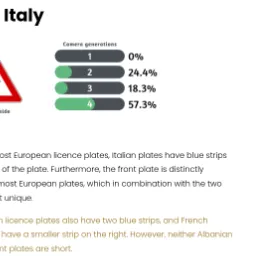 Italy
Camera generations
1 0%
2 24.4%
3 18.3%
4 57.3%
ost European licence plates, Italian plates have blue strips
of the plate. Furthermore, the front plate is distinctly
most European plates, which in combination with the two
t unique.
n licence plates also have two blue strips, and French
have a smaller strip on the right. However, neither Albanian
nt plates are short.